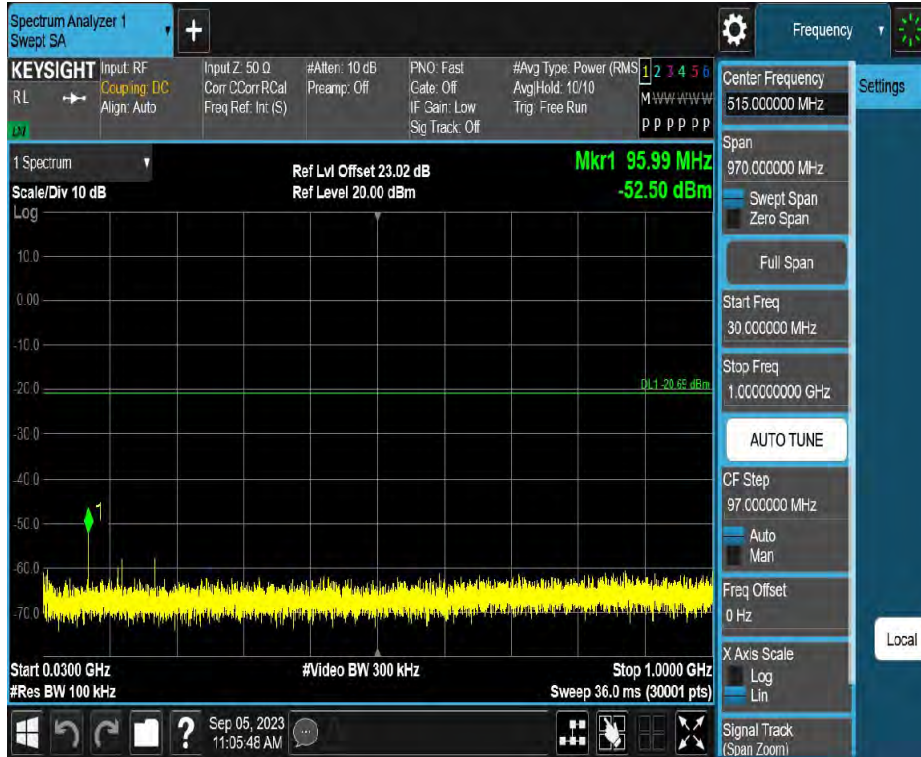 Spectrum Analyzer 1
Swept SA
+
Frequency
KEYSIGHT
RL
Input: RF
Coupling: DC
Align: Auto
Input Z: 50 Ω
Corr CCorr RCal
Freq Ref: Int (S)
#Atten: 10 dB
Preamp: Off
PNO: Fast
Gate: Off
IF Gain: Low
Sig Track: Off
#Avg Type: Power (RMS
Avg|Hold: 10/10
Trig: Free Run
1 2 3 4 5 6
M W W W W W
P P P P P P
1 Spectrum
Scale/Div 10 dB
Log
Ref Lvl Offset 23.02 dB
Ref Level 20.00 dBm
Mkr1 95.99 MHz
-52.50 dBm
10.0
0.00
-10.0
-20.0
-30.0
-40.0
-50.0
-60.0
-70.0
DL1 -20.65 dBm
1
Start 0.0300 GHz
#Res BW 100 kHz
#Video BW 300 kHz
Stop 1.0000 GHz
Sweep 36.0 ms (30001 pts)
?
Sep 05, 2023
11:05:48 AM
Center Frequency
515.000000 MHz
Span
970.000000 MHz
Swept Span
Zero Span
Full Span
Start Freq
30.000000 MHz
Stop Freq
1.000000000 GHz
AUTO TUNE
CF Step
97.000000 MHz
Auto
Man
Freq Offset
0 Hz
X Axis Scale
Log
Lin
Signal Track
(Span Zoom)
Settings
Local